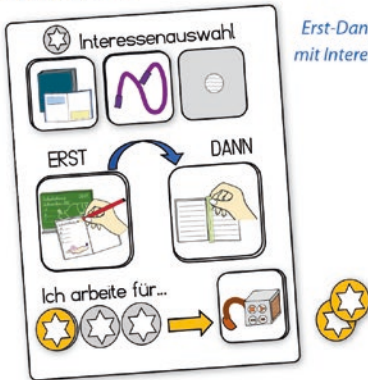 Interessenauswahl
Erst-Dan
mit Intere
ERST
DANN
Ich arbeite für...